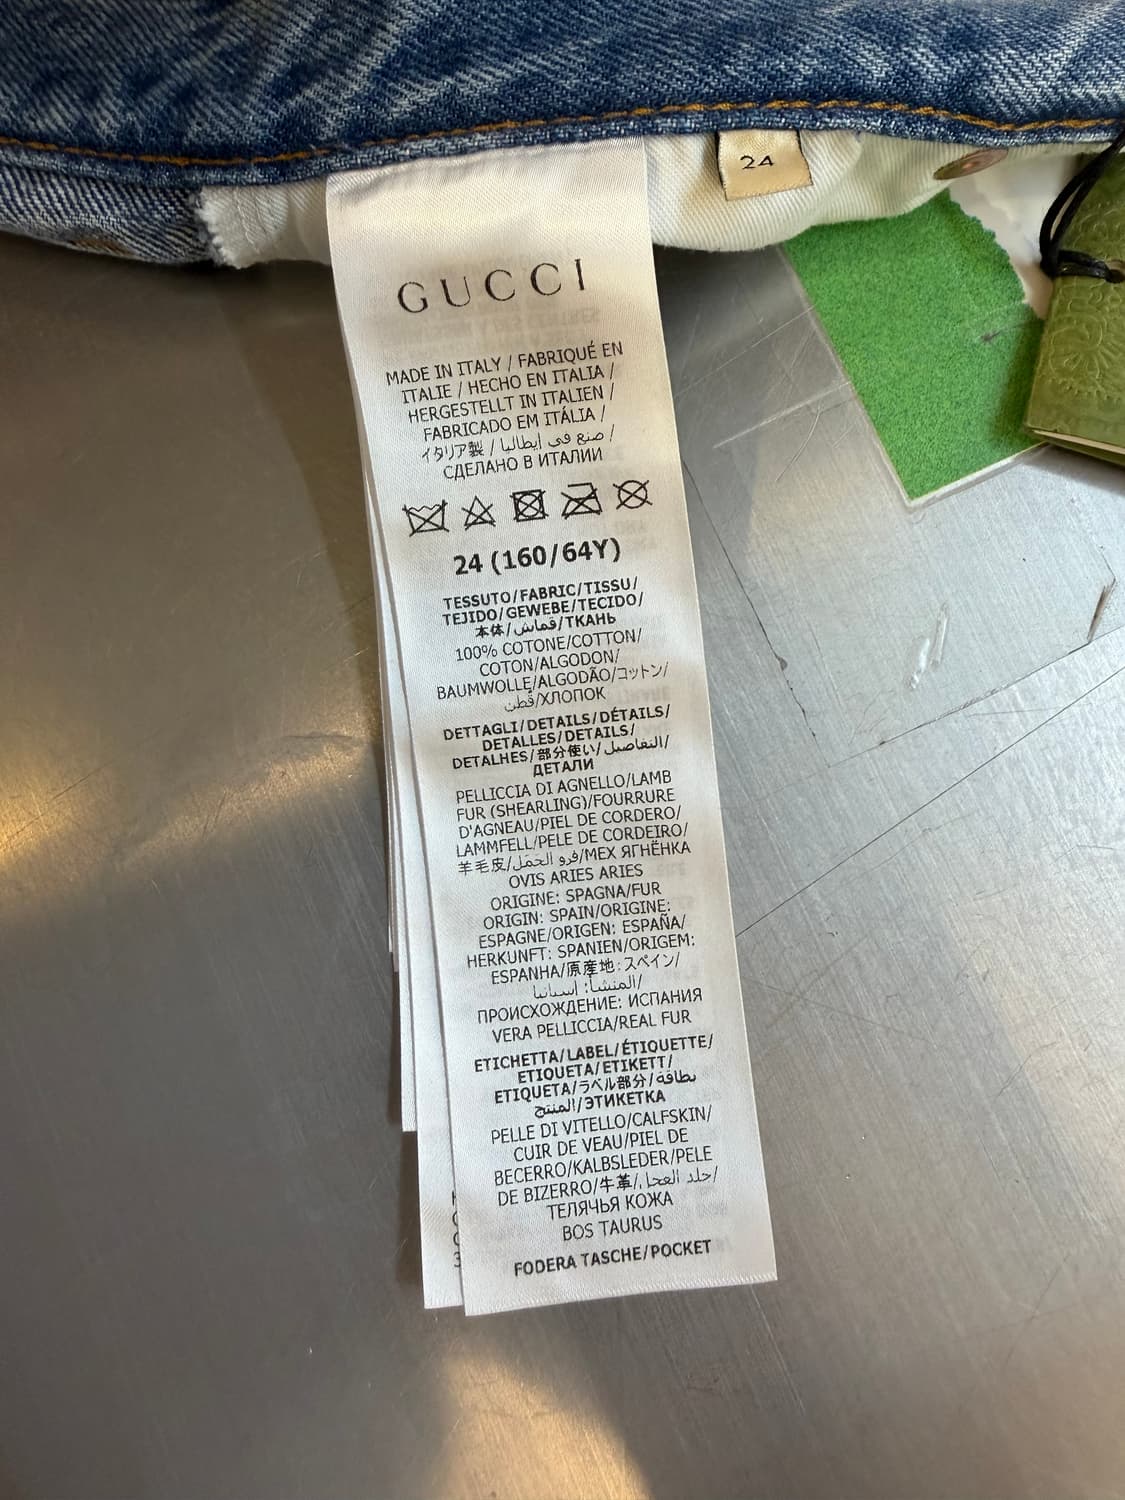 24
GUCCI
MADE IN ITALY / FABRIQUÉ EN
ITALIE / HECHO EN ITALIA /
HERGESTELLT IN ITALIEN /
FABRICADO EM ITÁLIA /
イタリア製 / صنع في إيطاليا /
СДЕЛАНО В ИТАЛИИ
24 (160/64Y)
TESSUTO/FABRIC/TISSU/
TEJIDO/GEWEBE/TECIDO/
本体/قماش/ТКАНЬ
100% COTONE/COTTON/
COTON/ALGODON/
BAUMWOLLE/ALGODÃO/コットン/
قطن/ХЛОПОК
DETTAGLI/DETAILS/DÉTAILS/
DETALLES/DETAILS/
DETALHES/部分使い/التفاصيل/
ДЕТАЛИ
PELLICCIA DI AGNELLO/LAMB
FUR (SHEARLING)/FOURRURE
D'AGNEAU/PIEL DE CORDERO/
LAMMFELL/PELE DE CORDEIRO/
羊毛皮/فرو الحَمَل/МЕХ ЯГНЁНКА
OVIS ARIES ARIES
ORIGINE: SPAGNA/FUR
ORIGIN: SPAIN/ORIGINE:
ESPAGNE/ORIGEN: ESPAÑA/
HERKUNFT: SPANIEN/ORIGEM:
ESPANHA/原産地: スペイン/
المنشأ: إسبانيا/
ПРОИСХОЖДЕНИЕ: ИСПАНИЯ
VERA PELLICCIA/REAL FUR
ETICHETTA/LABEL/ÉTIQUETTE/
ETIQUETA/ETIKETT/
ETIQUETA/ラベル部分/بطاقة
المنتج/ЭТИКЕТКА
PELLE DI VITELLO/CALFSKIN/
CUIR DE VEAU/PIEL DE
BECERRO/KALBSLEDER/PELE
DE BIZERRO/牛革/جلد العجل/
ТЕЛЯЧЬЯ КОЖА
BOS TAURUS
FODERA TASCHE/POCKET